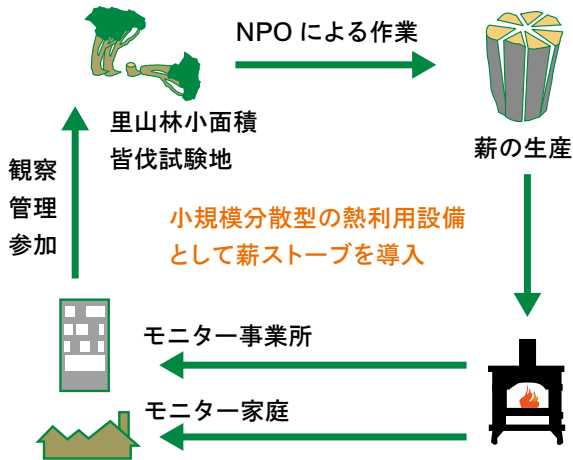 NPO による作業
里山林小面積
皆伐試験地
薪の生産
観察
管理
参加
小規模分散型の熱利用設備
として薪ストーブを導入
モニター事業所
モニター家庭